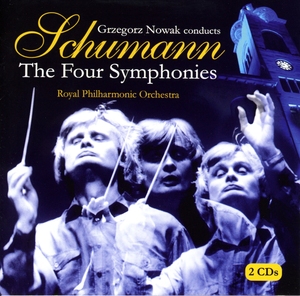 Grzegorz Nowak conducts
Schumann
The Four Symphonies
Royal Philharmonic Orchestra
2 CDs